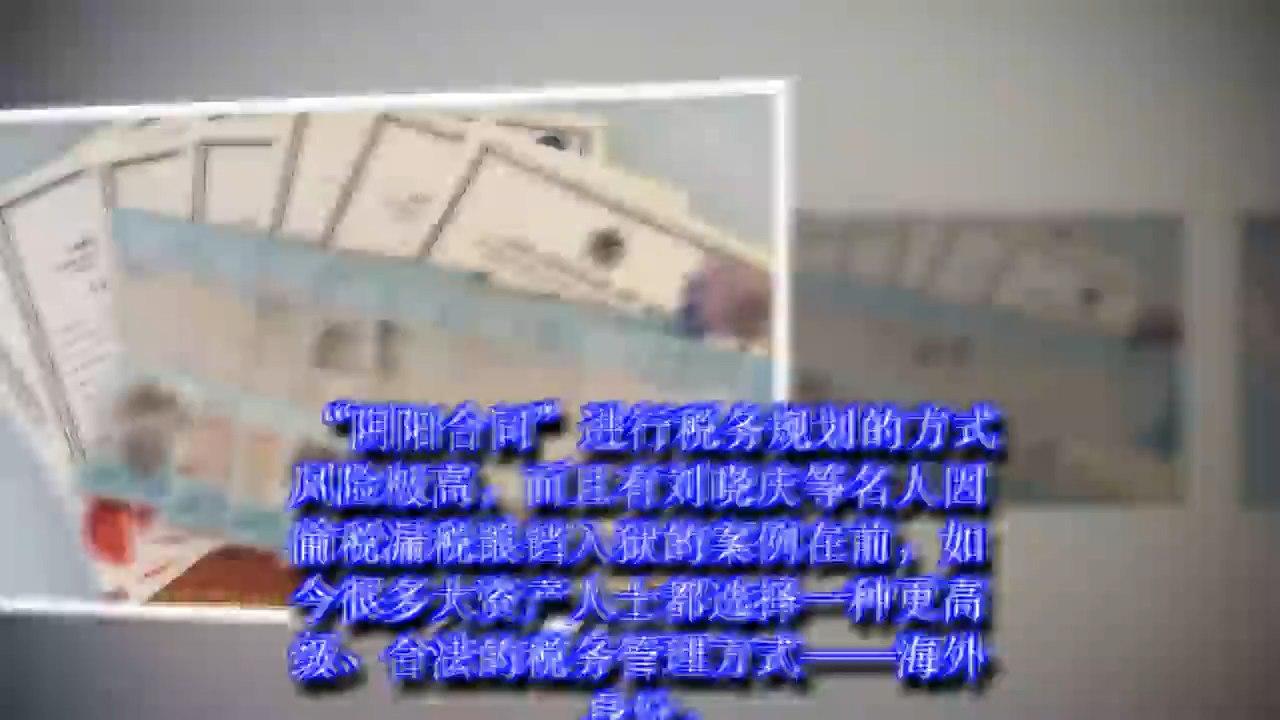 “阴阳合同”进行税务规划的方式
风险极高，而且有刘晓庆等名人因
偷税漏税锒铛入狱的案例在前，如
今很多大资产人士都选择一种更高
级、合法的税务管理方式——海外
身份。